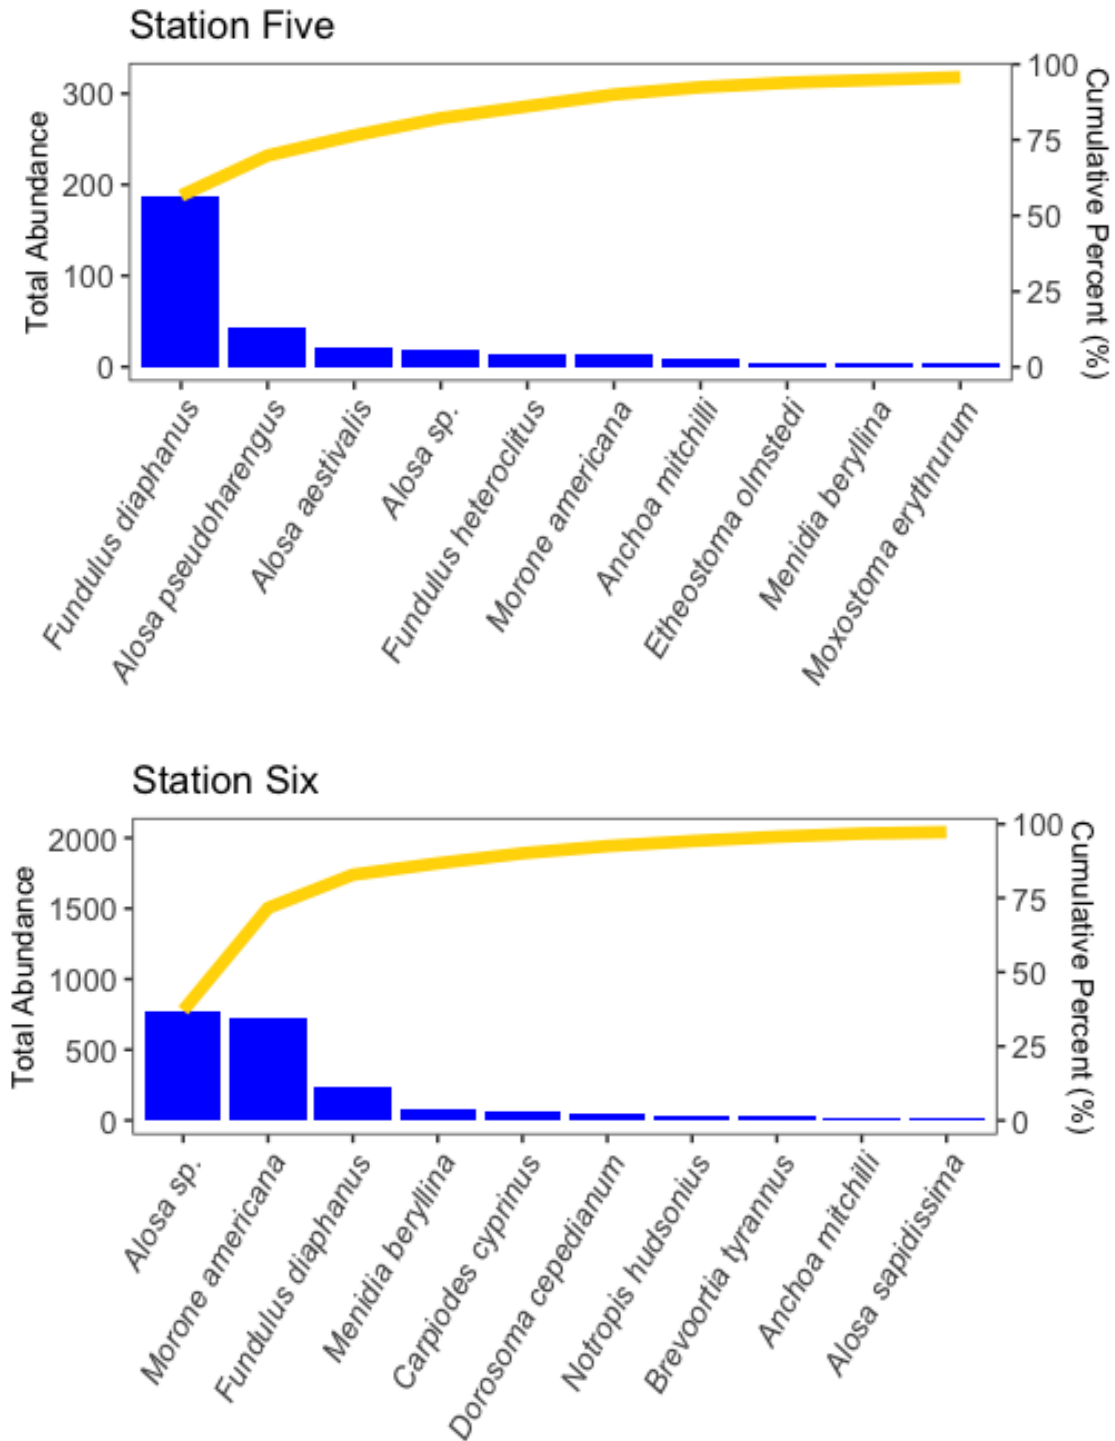 Station Five
Total Abundance
300
200
100
0
100
75
50
25
0
Cumulative Percent (%)
Fundulus diaphanus
Alosa pseudoharengus
Alosa aestivalis
Alosa sp.
Fundulus heteroclitus
Morone americana
Anchoa mitchilli
Etheostoma olmstedi
Menidia beryllina
Moxostoma erythrurum
Station Six
Total Abundance
2000
1500
1000
500
0
100
75
50
25
0
Cumulative Percent (%)
Alosa sp.
Morone americana
Fundulus diaphanus
Menidia beryllina
Carpiodes cyprinus
Dorosoma cepedianum
Notropis hudsonius
Brevoortia tyrannus
Anchoa mitchilli
Alosa sapidissima